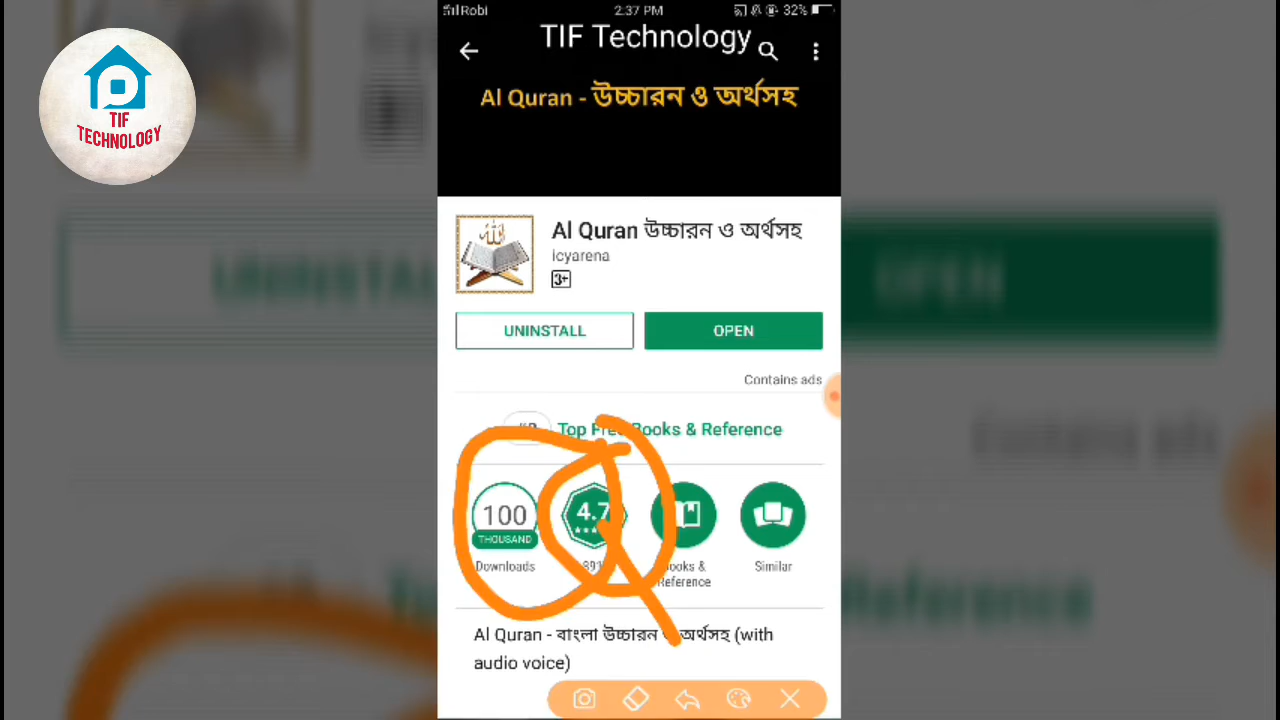 Robi 2:37 PM 32%
TIF Technology
Al Quran - উচ্চারন ও অর্থসহ
TIF
TECHNOLOGY
Al Quran উচ্চারন ও অর্থসহ
icyarena
3+
UNINSTALL OPEN
Contains ads
Top Free Books & Reference
100 4.7
THOUSAND
Downloads Books & Similar
Reference
Al Quran - বাংলা উচ্চারন ও অর্থসহ (with
audio voice)